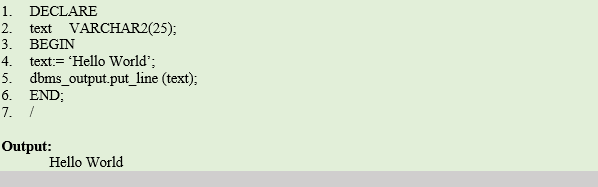 1. DECLARE
2. text VARCHAR2(25);
3. BEGIN
4. text:= ‘Hello World’;
5. dbms_output.put_line (text);
6. END;
7. /
Output:
Hello World